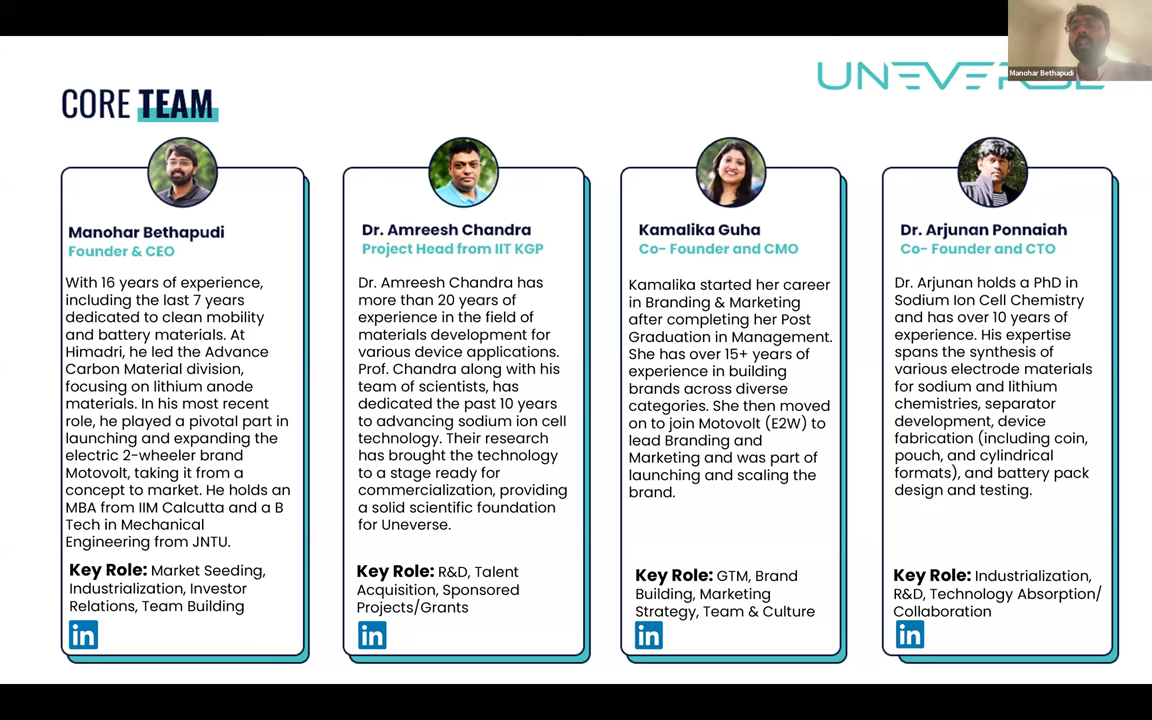 Manohar Bethapudi
UNEVERSE
CORE TEAM
Manohar Bethapudi
Founder & CEO
With 16 years of experience,
including the last 7 years
dedicated to clean mobility
and battery materials. At
Himadri, he led the Advance
Carbon Material division,
focusing on lithium anode
materials. In his most recent
role, he played a pivotal part in
launching and expanding the
electric 2-wheeler brand
Motovolt, taking it from a
concept to market. He holds an
MBA from IIM Calcutta and a B
Tech in Mechanical
Engineering from JNTU.
Key Role: Market Seeding,
Industrialization, Investor
Relations, Team Building
in
Dr. Amreesh Chandra
Project Head from IIT KGP
Dr. Amreesh Chandra has
more than 20 years of
experience in the field of
materials development for
various device applications.
Prof. Chandra along with his
team of scientists, has
dedicated the past 10 years
to advancing sodium ion cell
technology. Their research
has brought the technology
to a stage ready for
commercialization, providing
a solid scientific foundation
for Uneverse.
Key Role: R&D, Talent
Acquisition, Sponsored
Projects/Grants
in
Kamalika Guha
Co- Founder and CMO
Kamalika started her career
in Branding & Marketing
after completing her Post
Graduation in Management.
She has over 15+ years of
experience in building
brands across diverse
categories. She then moved
on to join Motovolt (E2W) to
lead Branding and
Marketing and was part of
launching and scaling the
brand.
Key Role: GTM, Brand
Building, Marketing
Strategy, Team & Culture
in
Dr. Arjunan Ponnaiah
Co- Founder and CTO
Dr. Arjunan holds a PhD in
Sodium Ion Cell Chemistry
and has over 10 years of
experience. His expertise
spans the synthesis of
various electrode materials
for sodium and lithium
chemistries, separator
development, device
fabrication (including coin,
pouch, and cylindrical
formats), and battery pack
design and testing.
Key Role: Industrialization,
R&D, Technology Absorption/
Collaboration
in